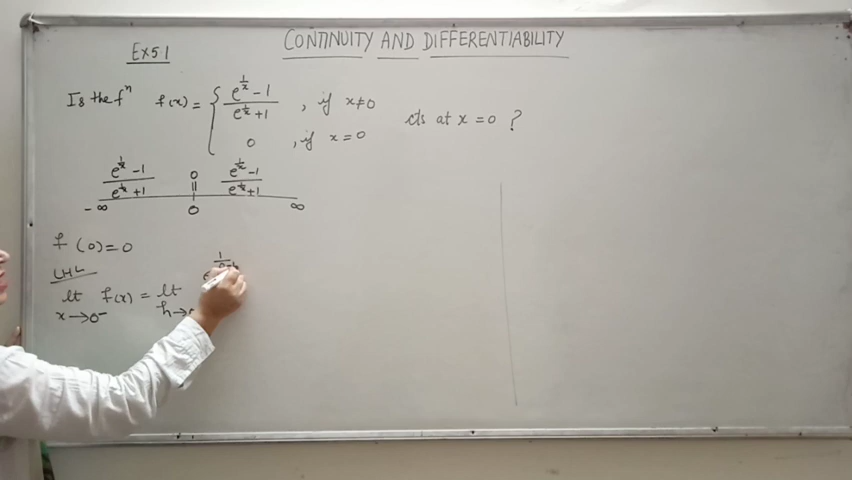 CONTINUITY AND DIFFERENTIABILITY
Ex 5.1
Is the fⁿ f(x) = { (e^(1/x) - 1)/(e^(1/x) + 1) , if x ≠ 0
0 , if x = 0
cts at x = 0 ?
(e^(1/x) - 1)/(e^(1/x) + 1) 0 (e^(1/x) - 1)/(e^(1/x) + 1)
-∞ 0 ∞
f(0) = 0
LHL
lt f(x) = lt
x→0⁻ h→